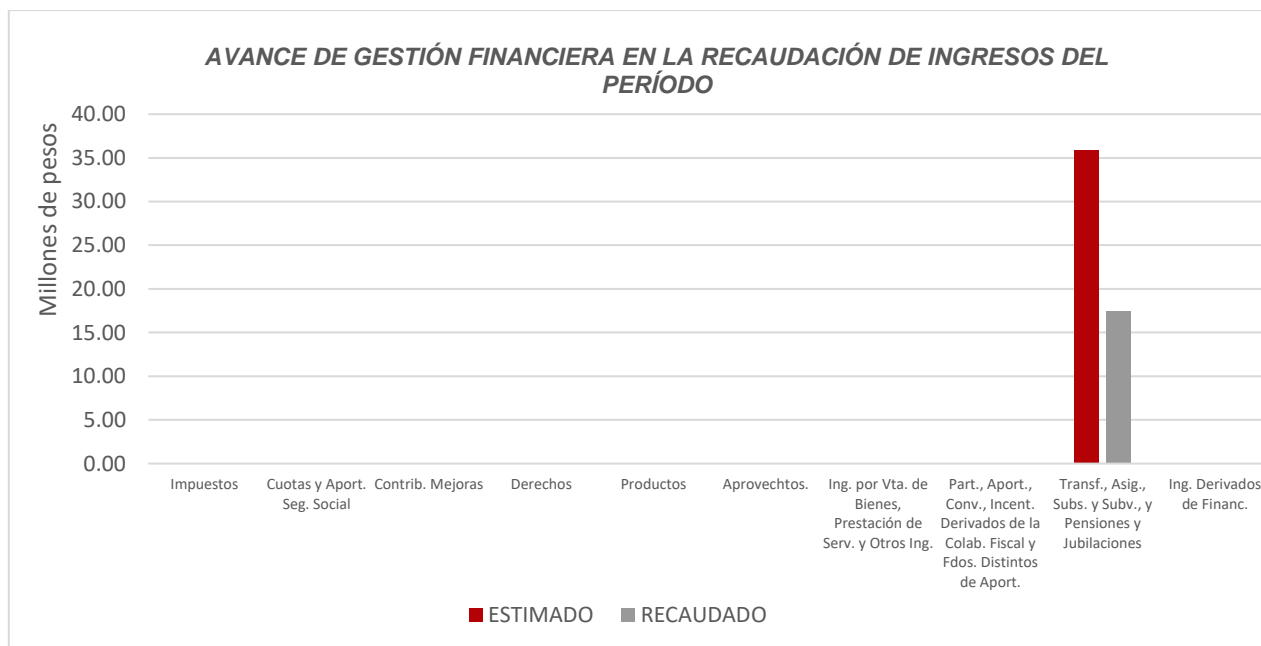 AVANCE DE GESTIÓN FINANCIERA EN LA RECAUDACIÓN DE INGRESOS DEL
PERÍODO
Millones de pesos
40.00
35.00
30.00
25.00
20.00
15.00
10.00
5.00
0.00
Impuestos
Cuotas y Aport.
Seg. Social
Contrib. Mejoras
Derechos
Productos
Aprovechtos.
Ing. por Vta. de
Bienes,
Prestación de
Serv. y Otros Ing.
Part., Aport.,
Conv., Incent.
Derivados de la
Colab. Fiscal y
Fdos. Distintos
de Aport.
Transf., Asig.,
Subs. y Subv., y
Pensiones y
Jubilaciones
Ing. Derivados
de Financ.
ESTIMADO
RECAUDADO